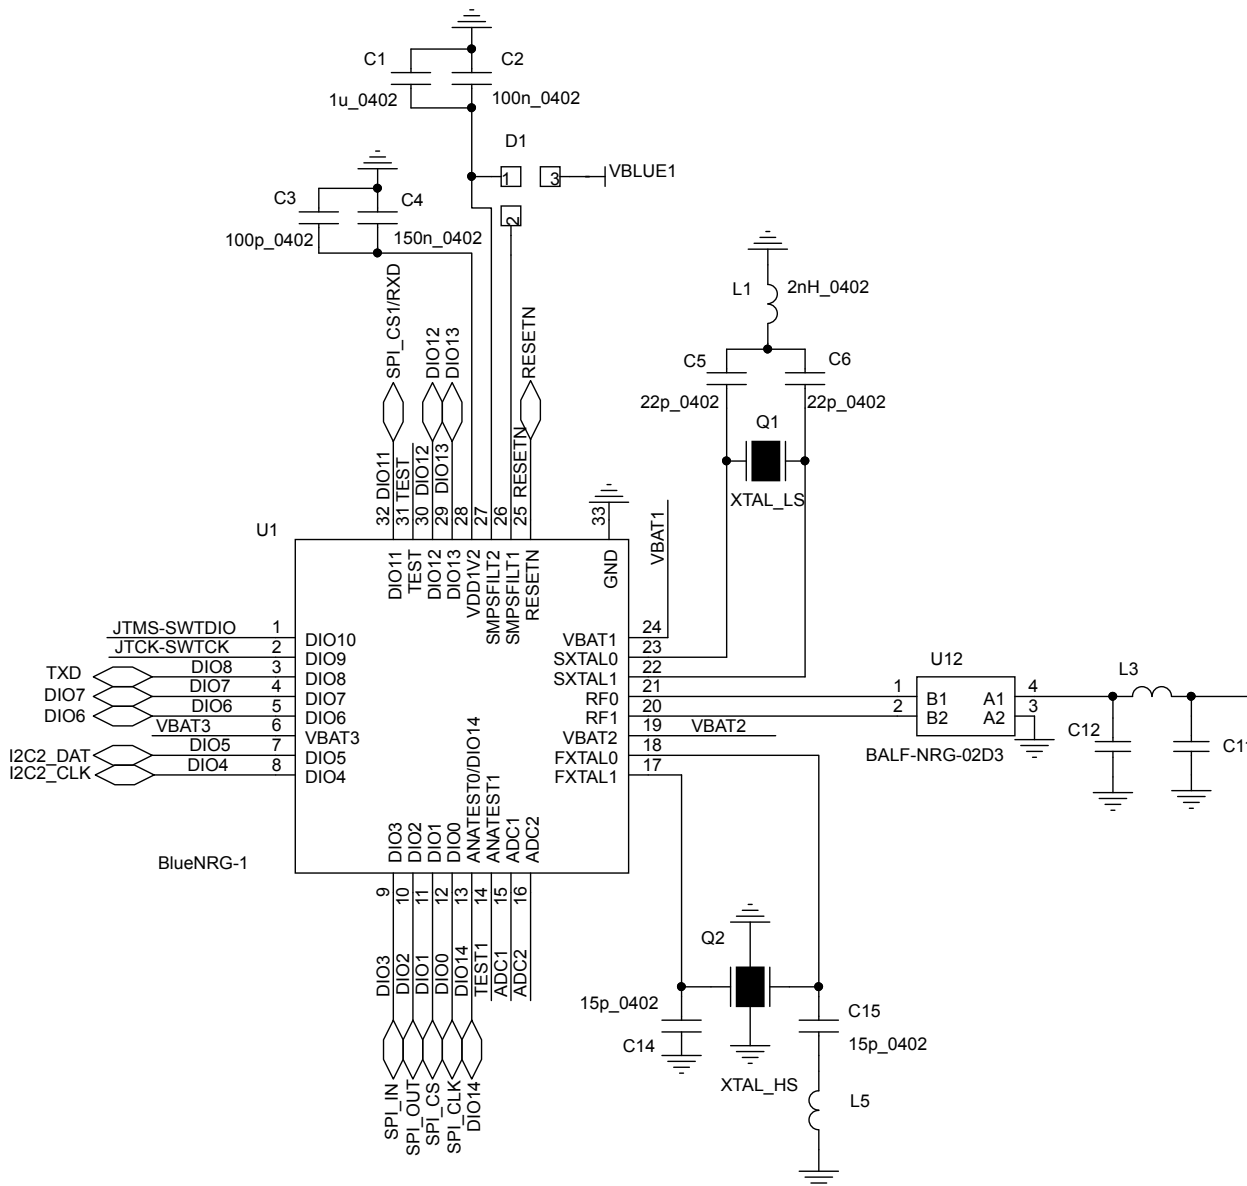 C1
C2
1u_0402
100n_0402
D1
1
3
VBLUE1
2
C3
C4
100p_0402
150n_0402
L1
2nH_0402
C5
C6
22p_0402
22p_0402
Q1
XTAL_LS
SPI_CS1/RXD
DIO12
DIO13
RESETN
DIO11
TEST
DIO12
DIO13
RESETN
32
31
30
29
28
27
26
25
33
U1
DIO11
TEST
DIO12
DIO13
VDD1V2
SMPSFILT2
SMPSFILT1
RESETN
GND
VBAT1
JTMS-SWTDIO
1
DIO10
JTCK-SWTCK
2
DIO9
TXD
DIO8
3
DIO8
DIO7
DIO7
4
DIO7
DIO6
DIO6
5
DIO6
VBAT3
6
VBAT3
I2C2_DAT
DIO5
7
DIO5
I2C2_CLK
DIO4
8
DIO4
VBAT1
24
SXTAL0
23
SXTAL1
22
RF0
21
RF1
20
VBAT2
19
VBAT2
FXTAL0
18
FXTAL1
17
U12
1
B1
A1
4
2
B2
A2
3
BALF-NRG-02D3
L3
C12
C11
DIO3
DIO2
DIO1
DIO0
ANATEST0/DIO14
ANATEST1
ADC1
ADC2
BlueNRG-1
9
10
11
12
13
14
15
16
DIO3
DIO2
DIO1
DIO0
DIO14
TEST1
ADC1
ADC2
SPI_IN
SPI_OUT
SPI_CS
SPI_CLK
DIO14
Q2
15p_0402
C14
XTAL_HS
C15
15p_0402
L5